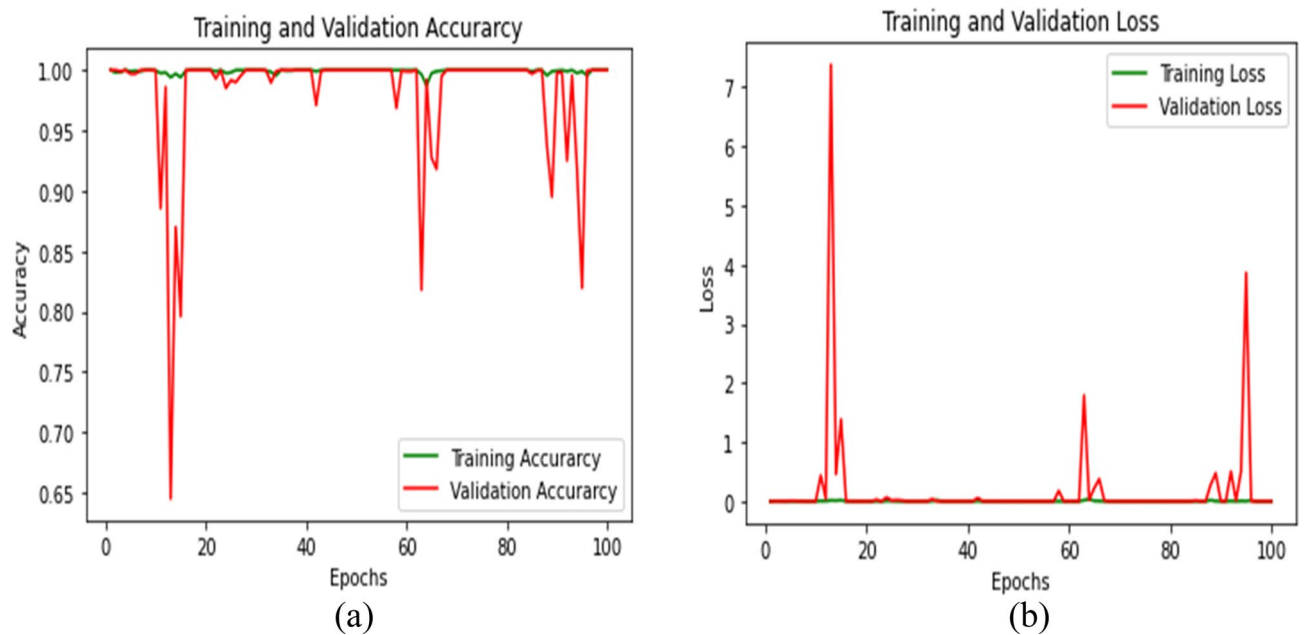 Training and Validation Accurarcy
1.00
0.95
0.90
0.85
0.80
0.75
0.70
0.65
Accuracy
Training Accurarcy
Validation Accurarcy
0 20 40 60 80 100
Epochs
(a)
Training and Validation Loss
7
6
5
4
3
2
1
0
Loss
Training Loss
Validation Loss
0 20 40 60 80 100
Epochs
(b)